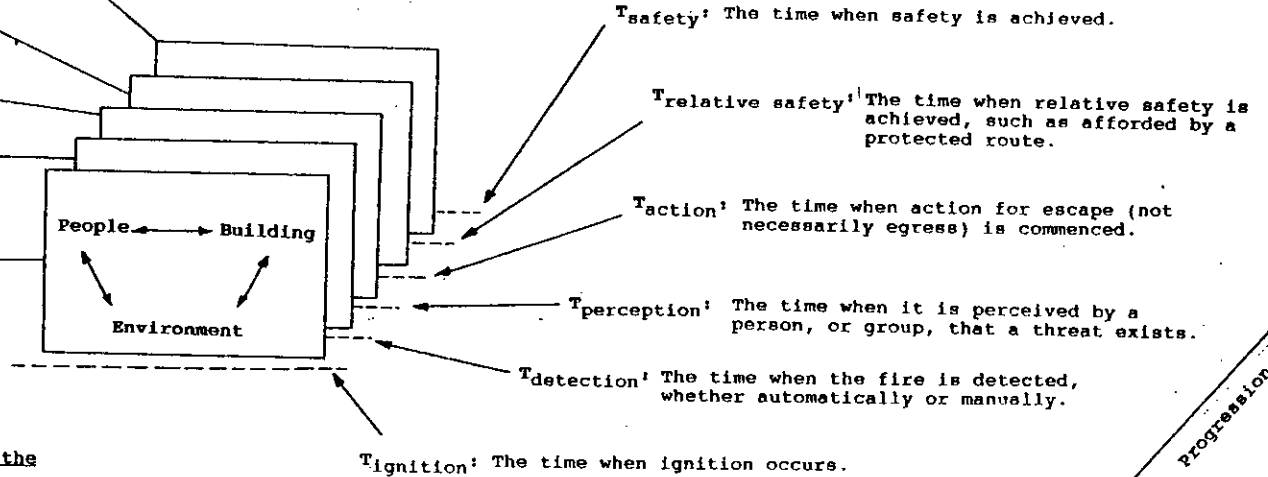 Tsafety: The time when safety is achieved.
Trelative safety: The time when relative safety is
achieved, such as afforded by a
protected route.
Taction: The time when action for escape (not
necessarily egress) is commenced.
People Building
Environment
Tperception: The time when it is perceived by a
person, or group, that a threat exists.
Tdetection: The time when the fire is detected,
whether automatically or manually.
Progression
the
Tignition: The time when ignition occurs.